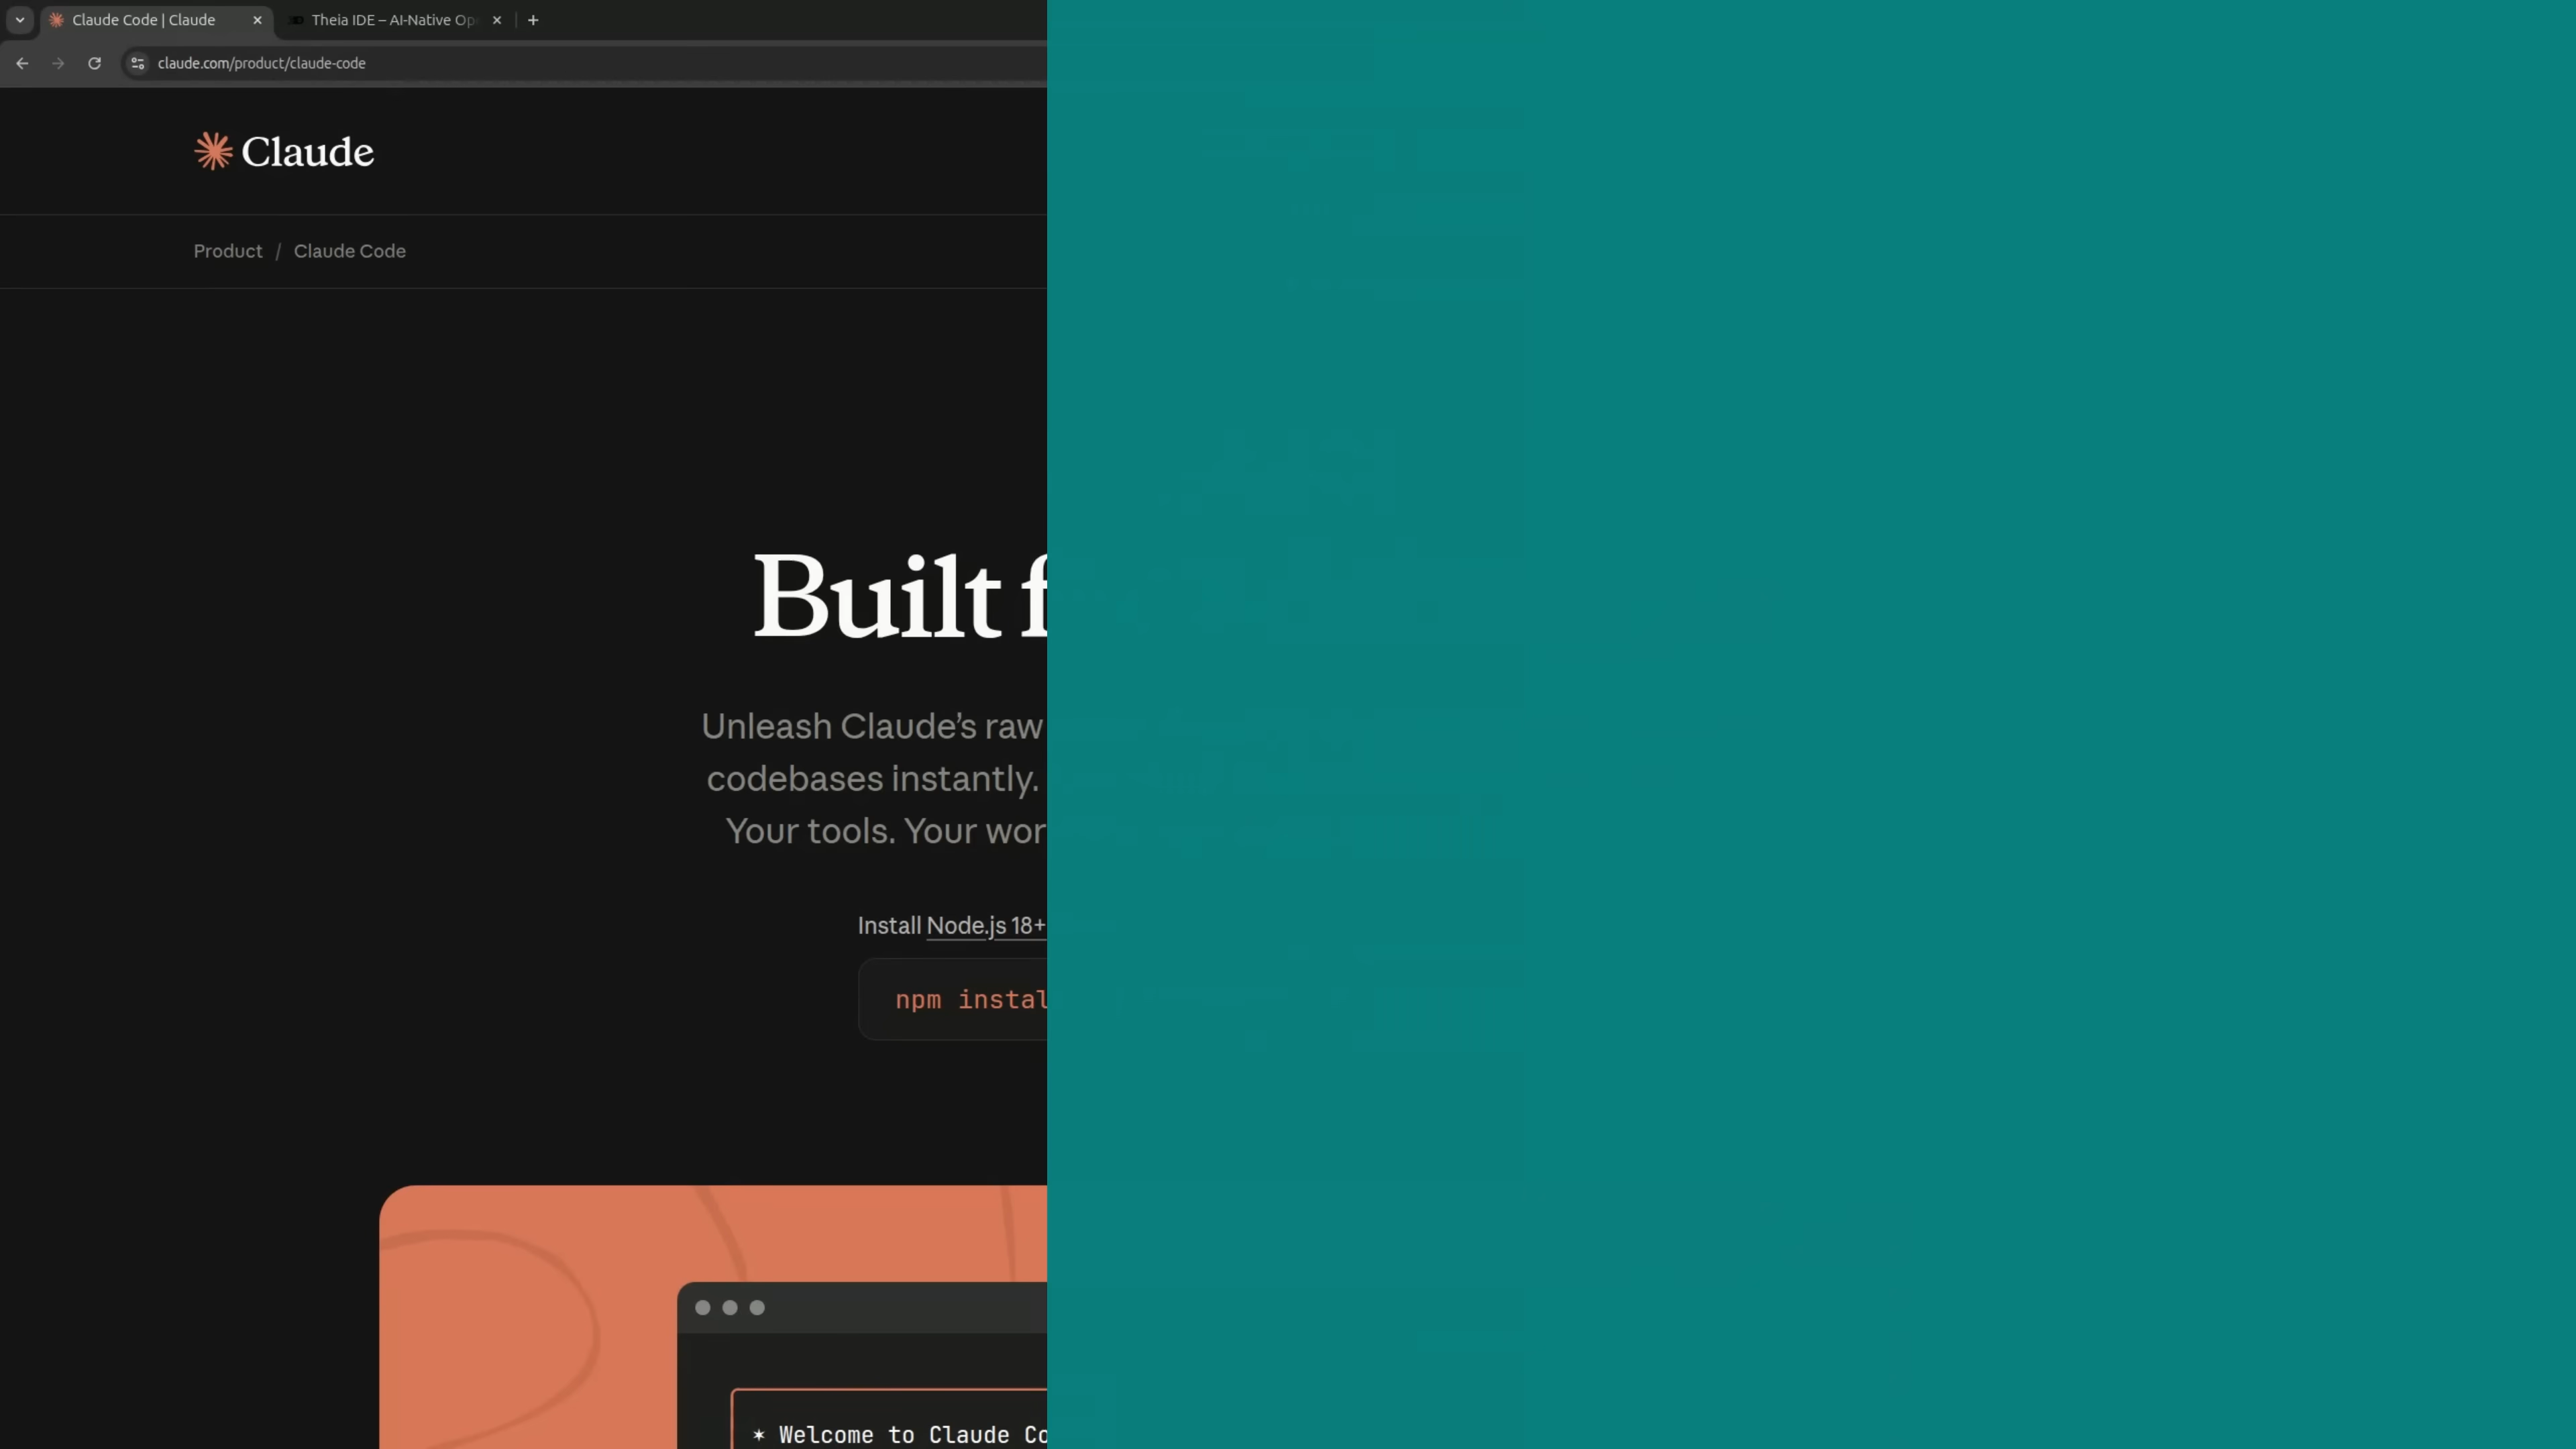 Claude Code | Claude
Theia IDE – AI-Native Op
claude.com/product/claude-code
Claude
Product / Claude Code
Built f
Unleash Claude’s raw
codebases instantly.
Your tools. Your wor
Install Node.js 18+
npm instal
✶ Welcome to Claude Co